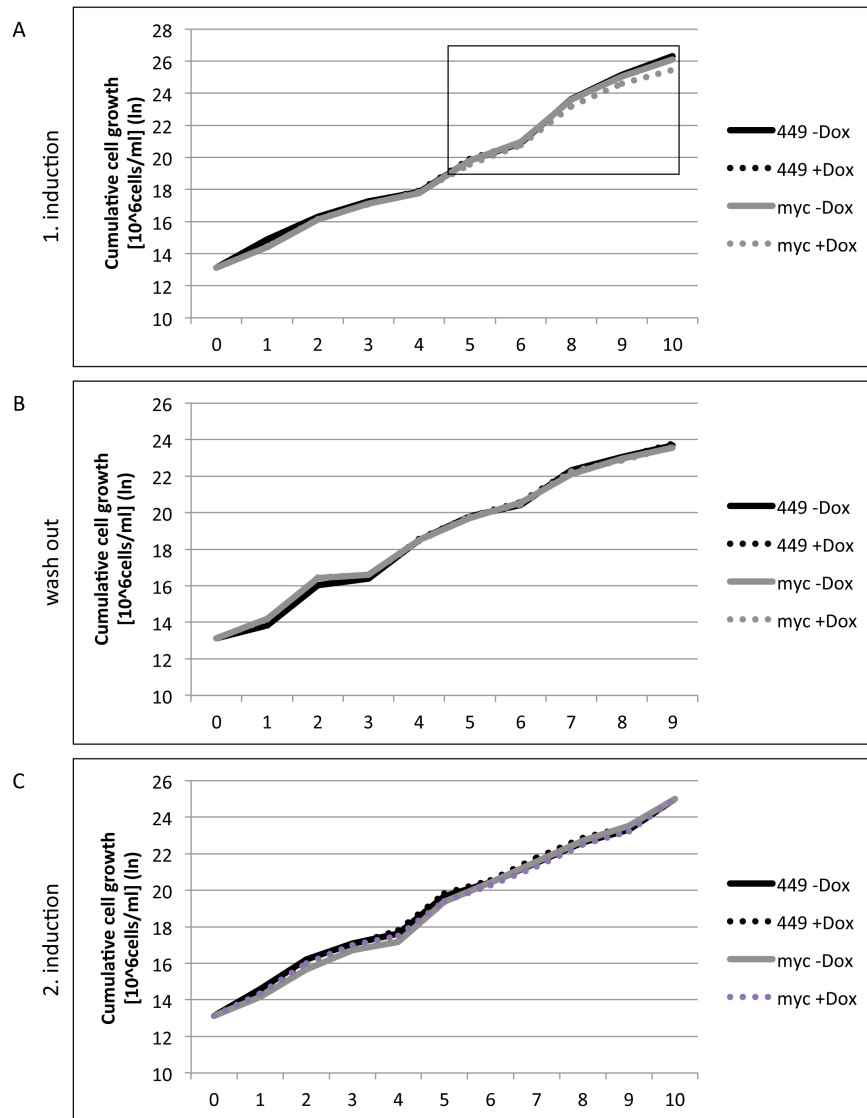 A
1. induction
Cumulative cell growth
[10^6cells/ml] (ln)
28
26
24
22
20
18
16
14
12
10
0 1 2 3 4 5 6 8 9 10
449 -Dox
449 +Dox
myc -Dox
myc +Dox
B
wash out
Cumulative cell growth
[10^6cells/ml] (ln)
26
24
22
20
18
16
14
12
10
0 1 2 3 4 5 6 7 8 9
449 -Dox
449 +Dox
myc -Dox
myc +Dox
C
2. induction
Cumulative cell growth
[10^6cells/ml] (ln)
26
24
22
20
18
16
14
12
10
0 1 2 3 4 5 6 7 8 9 10
449 -Dox
449 +Dox
myc -Dox
myc +Dox